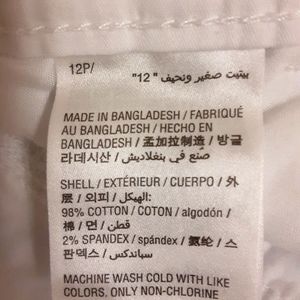 12P/ بيتيت صغير ونحيف " 12"
MADE IN BANGLADESH / FABRIQUÉ
AU BANGLADESH / HECHO EN
BANGLADESH / 孟加拉制造 / 방글
라데시산 / صنع في بنغلاديش
SHELL / EXTÉRIEUR / CUERPO / 外
层 / 외피 / الهيكل:
98% COTTON / COTON / algodón /
棉 / 면 / قطن
2% SPANDEX / spándex / 氨纶 / 스
판덱스 / سباندكس
MACHINE WASH COLD WITH LIKE
COLORS. ONLY NON-CHLORINE